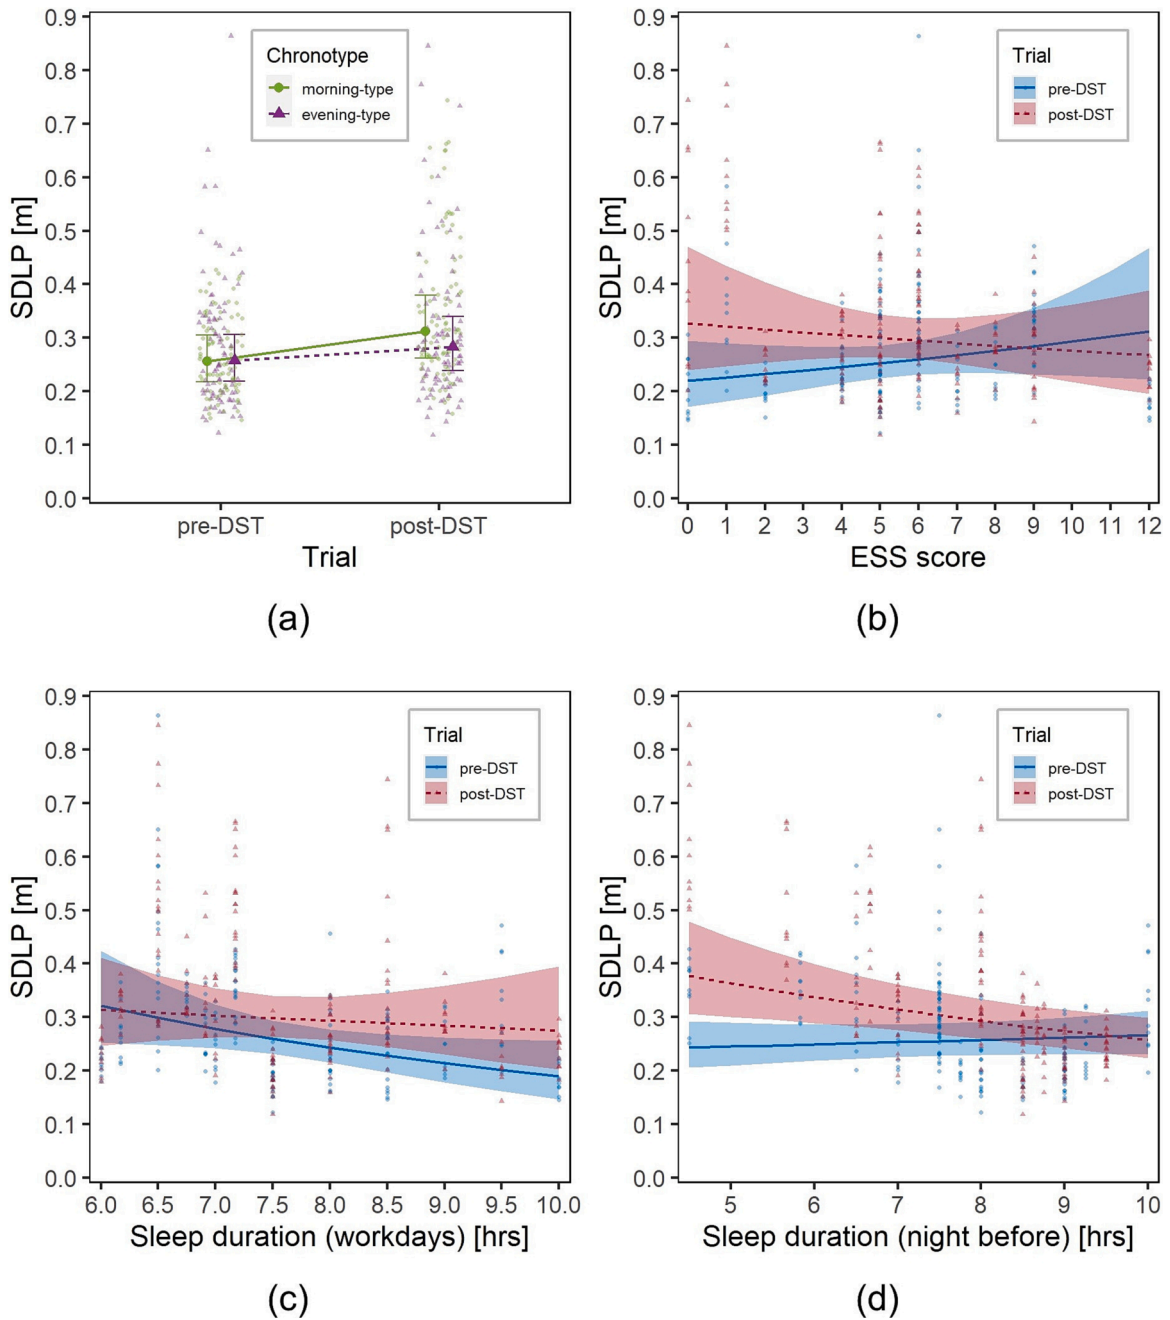 0.9
0.8
0.7
0.6
0.5
0.4
0.3
0.2
0.1
0.0
SDLP [m]
Chronotype
morning-type
evening-type
pre-DST post-DST
Trial
(a)
0.9
0.8
0.7
0.6
0.5
0.4
0.3
0.2
0.1
0.0
SDLP [m]
Trial
pre-DST
post-DST
0 1 2 3 4 5 6 7 8 9 10 11 12
ESS score
(b)
0.9
0.8
0.7
0.6
0.5
0.4
0.3
0.2
0.1
0.0
SDLP [m]
Trial
pre-DST
post-DST
6.0 6.5 7.0 7.5 8.0 8.5 9.0 9.5 10.0
Sleep duration (workdays) [hrs]
(c)
0.9
0.8
0.7
0.6
0.5
0.4
0.3
0.2
0.1
0.0
SDLP [m]
Trial
pre-DST
post-DST
5 6 7 8 9 10
Sleep duration (night before) [hrs]
(d)